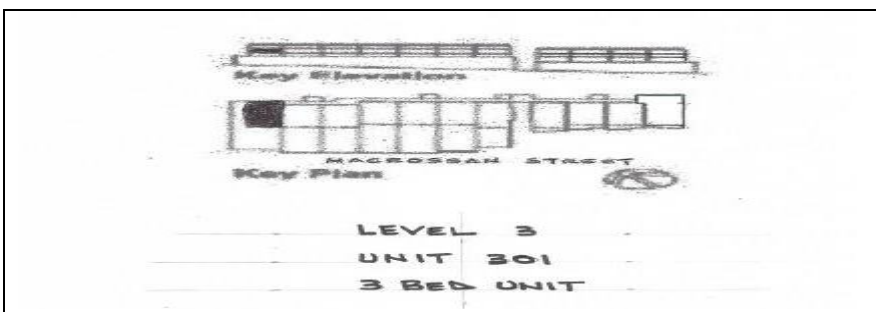 Key Elevation
MACROSSAN STREET
Key Plan
LEVEL 3
UNIT 301
3 BED UNIT